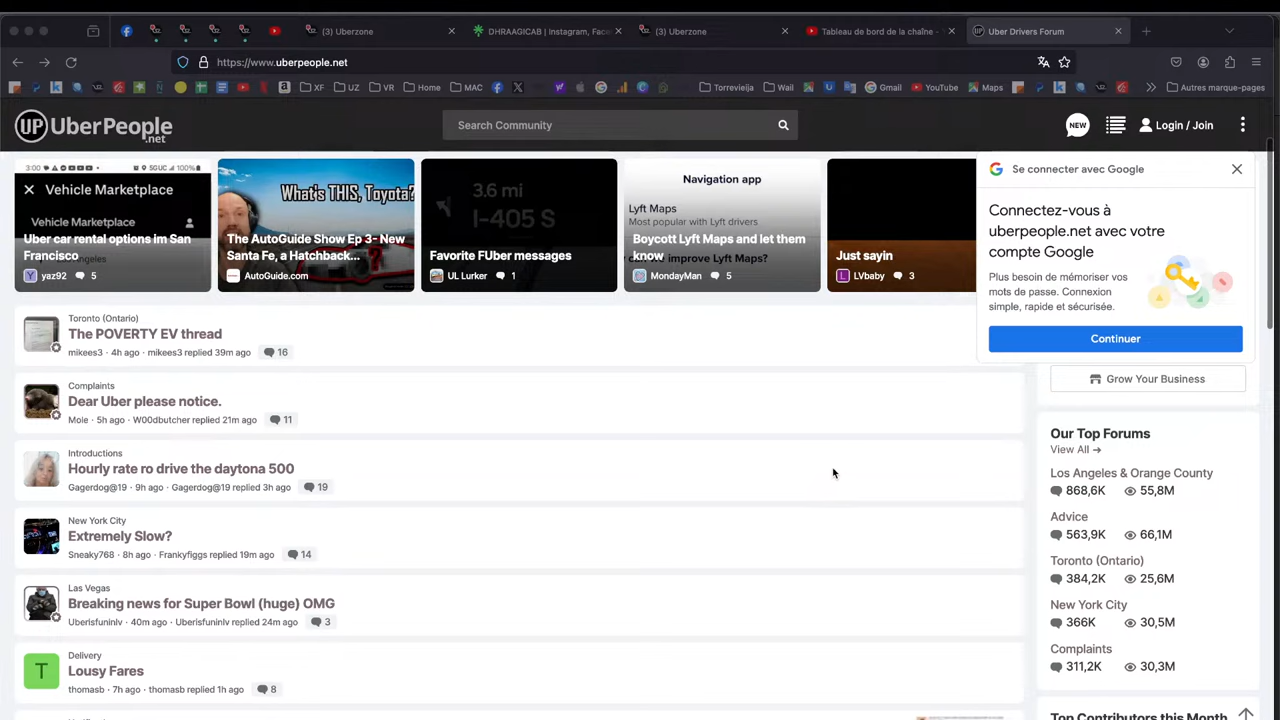 (3) Uberzone
DHRAAGICAB | Instagram, Face
(3) Uberzone
Tableau de bord de la chaîne -
Uber Drivers Forum
https://www.uberpeople.net
XF
UZ
VR
Home
MAC
Torrevieja
Wail
Gmail
YouTube
Maps
Autres marque-pages
UP UberPeople
.net
Search Community
NEW
Login / Join
3:00
5G UC
Vehicle Marketplace
Vehicle Marketplace
Uber car rental options im San
Francisco
yaz92 5
What's THIS, Toyota?
The AutoGuide Show Ep 3- New
Santa Fe, a Hatchback...
AutoGuide.com
3.6 mi
I-405 S
Favorite FUber messages
UL Lurker 1
Navigation app
Lyft Maps
Most popular with Lyft drivers
Boycott Lyft Maps and let them
know
improve Lyft Maps?
MondayMan 5
Just sayin
L LVbaby 3
Se connecter avec Google
Connectez-vous à
uberpeople.net avec votre
compte Google
Plus besoin de mémoriser vos
mots de passe. Connexion
simple, rapide et sécurisée.
Continuer
Toronto (Ontario)
The POVERTY EV thread
mikees3 · 4h ago · mikees3 replied 39m ago 16
Complaints
Dear Uber please notice.
Moie · 5h ago · W00dbutcher replied 21m ago 11
Introductions
Hourly rate ro drive the daytona 500
Gagerdog@19 · 9h ago · Gagerdog@19 replied 3h ago 19
New York City
Extremely Slow?
Sneaky768 · 8h ago · Frankyfiggs replied 19m ago 14
Las Vegas
Breaking news for Super Bowl (huge) OMG
Uberisfuninlv · 40m ago · Uberisfuninlv replied 24m ago 3
T
Delivery
Lousy Fares
thomasb · 7h ago · thomasb replied 1h ago 8
Grow Your Business
Our Top Forums
View All →
Los Angeles & Orange County
868,6K 55,8M
Advice
563,9K 66,1M
Toronto (Ontario)
384,2K 25,6M
New York City
366K 30,5M
Complaints
311,2K 30,3M
Top Contributors this Month